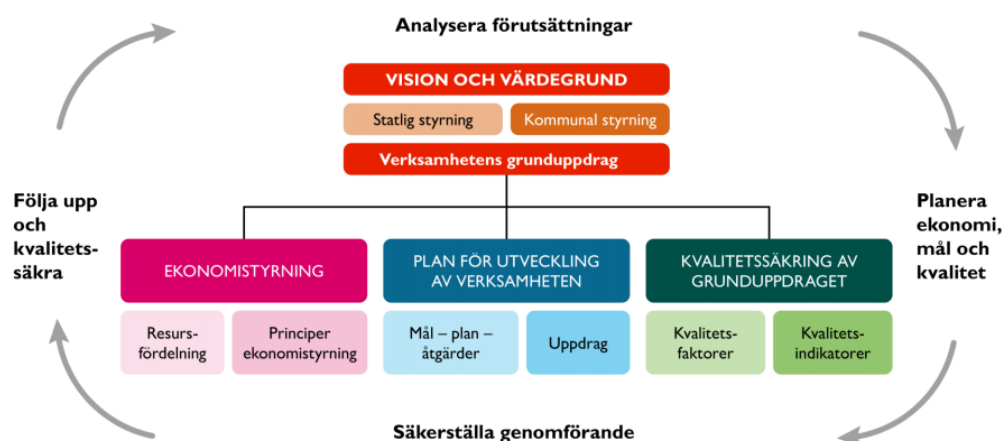 Analysera förutsättningar
VISION OCH VÄRDEGRUND
Statlig styrning
Kommunal styrning
Verksamhetens grunduppdrag
Följa upp
och
kvalitets-
säkra
Planera
ekonomi,
mål och
kvalitet
EKONOMISTYRNING
PLAN FÖR UTVECKLING
AV VERKSAMHETEN
KVALITETSSÄKRING AV
GRUNDUPPDRAGET
Resurs-
fördelning
Principer
ekonomistyrning
Mål – plan –
åtgärder
Uppdrag
Kvalitets-
faktorer
Kvalitets-
indikatorer
Säkerställa genomförande